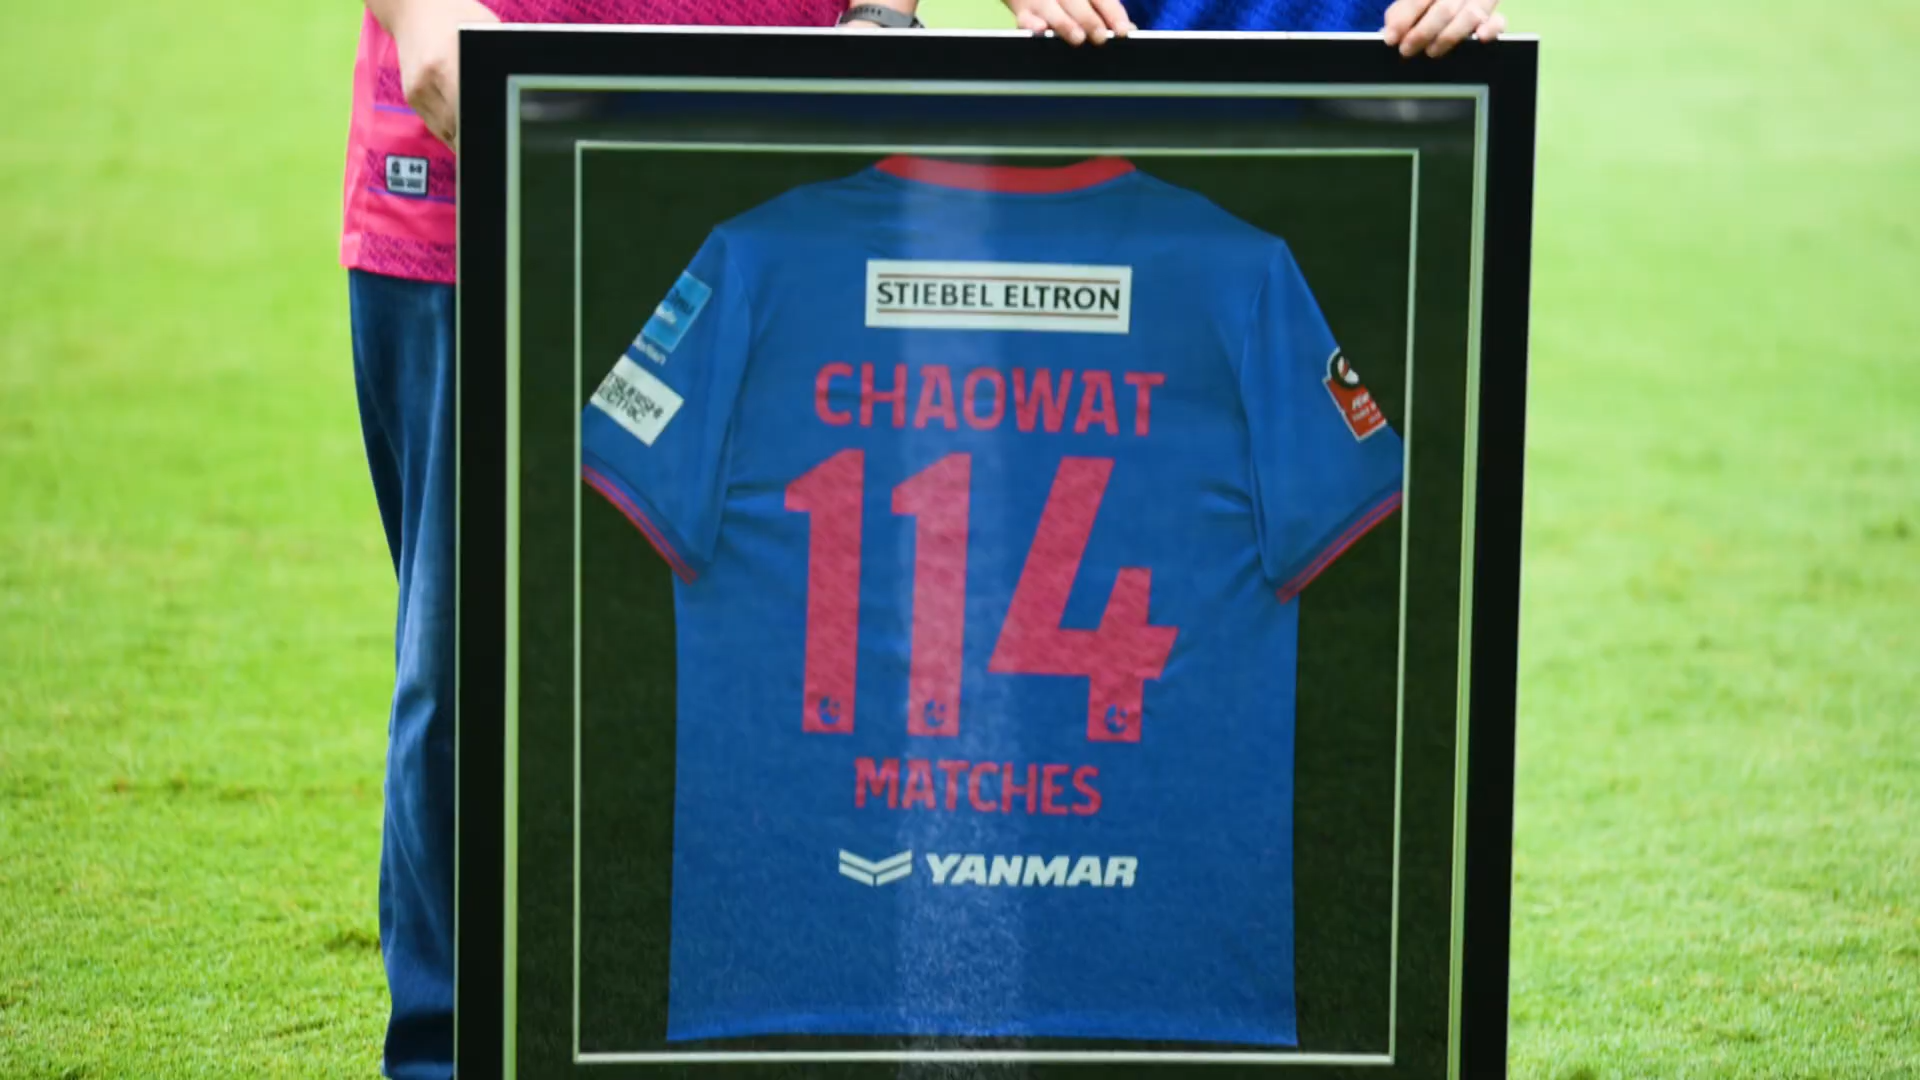 STIEBEL ELTRON
CHAOWAT
114
MATCHES
YANMAR